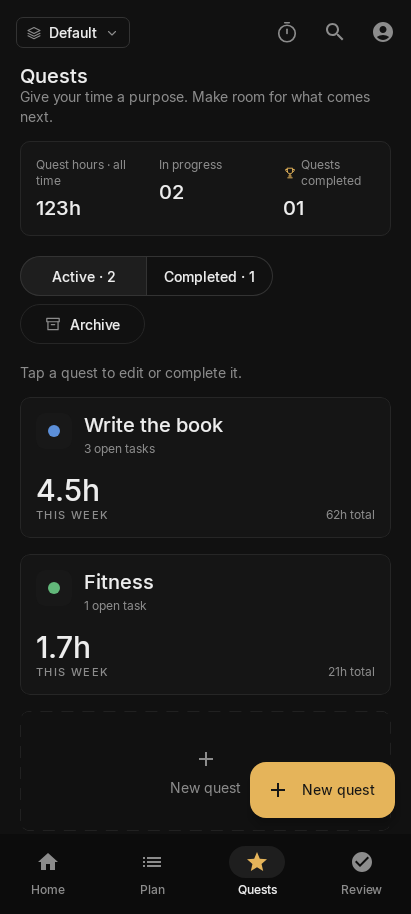 Default
Quests
Give your time a purpose. Make room for what comes
next.
Quest hours · all
time
123h
In progress
02
Quests
completed
01
Active · 2
Completed · 1
Archive
Tap a quest to edit or complete it.
Write the book
3 open tasks
4.5h
THIS WEEK
62h total
Fitness
1 open task
1.7h
THIS WEEK
21h total
New quest
New quest
Home
Plan
Quests
Review